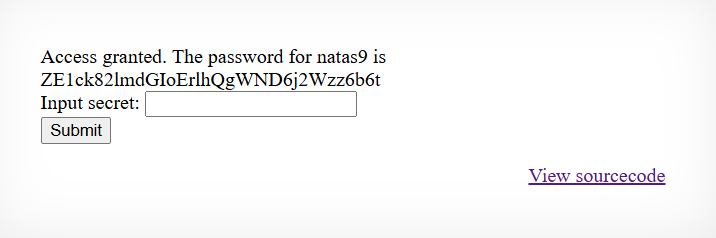 Access granted. The password for natas9 is
ZE1ck82lmdGIoErlhQgWND6j2Wzz6b6t
Input secret:
Submit
View sourcecode